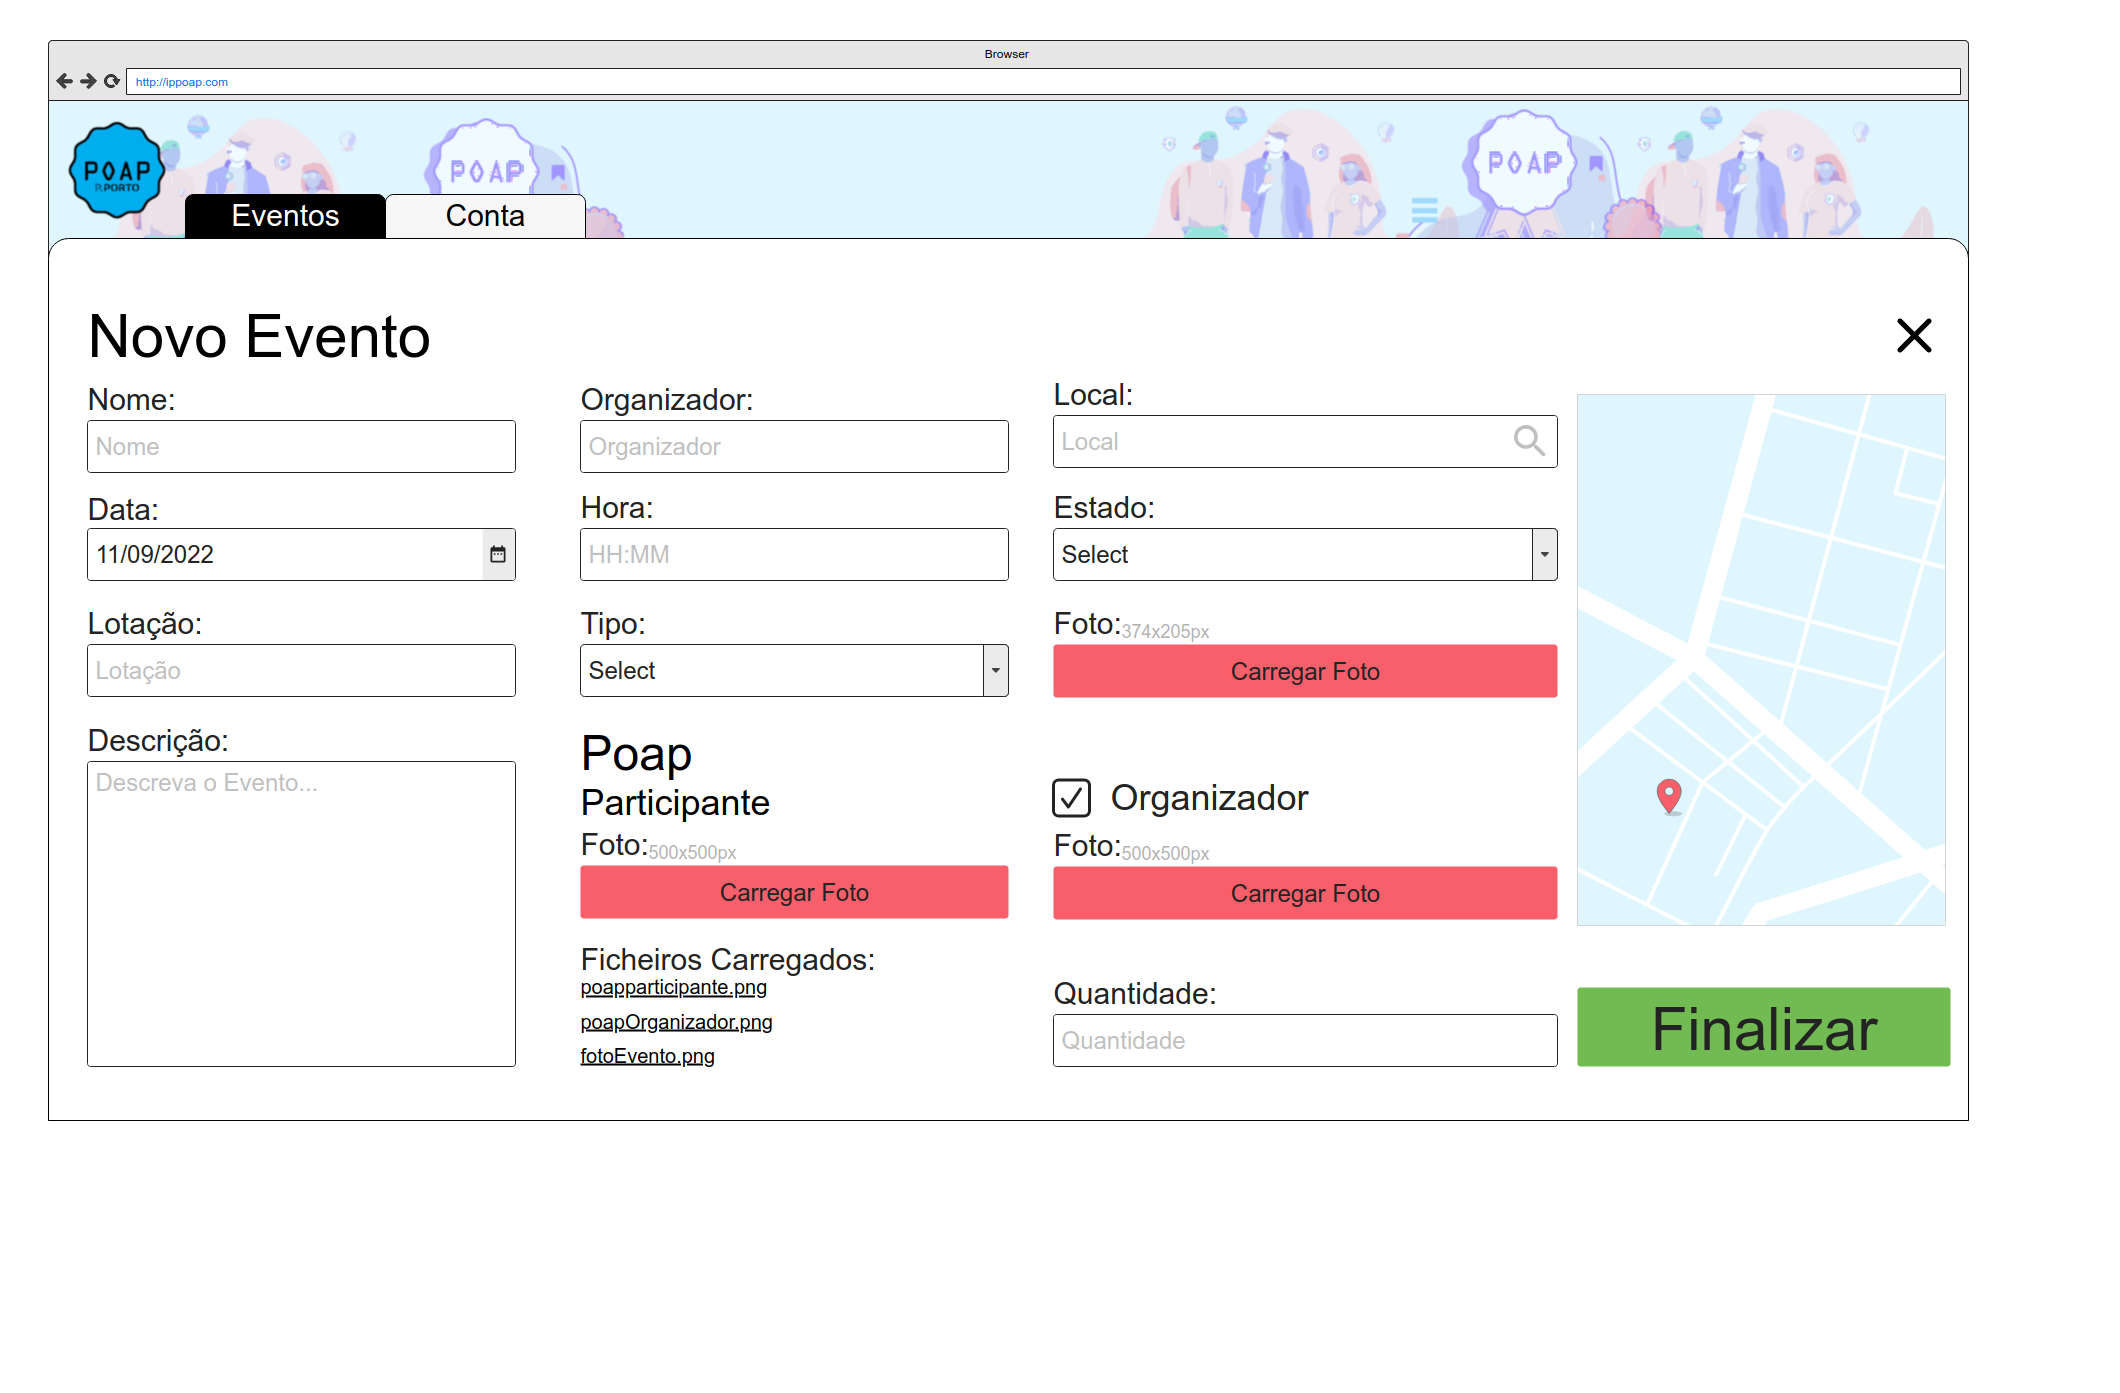 Browser
http://ippoap.com
POAP
P.PORTO
POAP
POAP
Eventos
Conta
Novo Evento
Nome:
Nome
Organizador:
Organizador
Local:
Local
Data:
11/09/2022
Hora:
HH:MM
Estado:
Select
Lotação:
Lotação
Tipo:
Select
Foto:374x205px
Carregar Foto
Descrição:
Descreva o Evento...
Poap
Participante
Foto:500x500px
Carregar Foto
Organizador
Foto:500x500px
Carregar Foto
Ficheiros Carregados:
poapparticipante.png
poapOrganizador.png
fotoEvento.png
Quantidade:
Quantidade
Finalizar